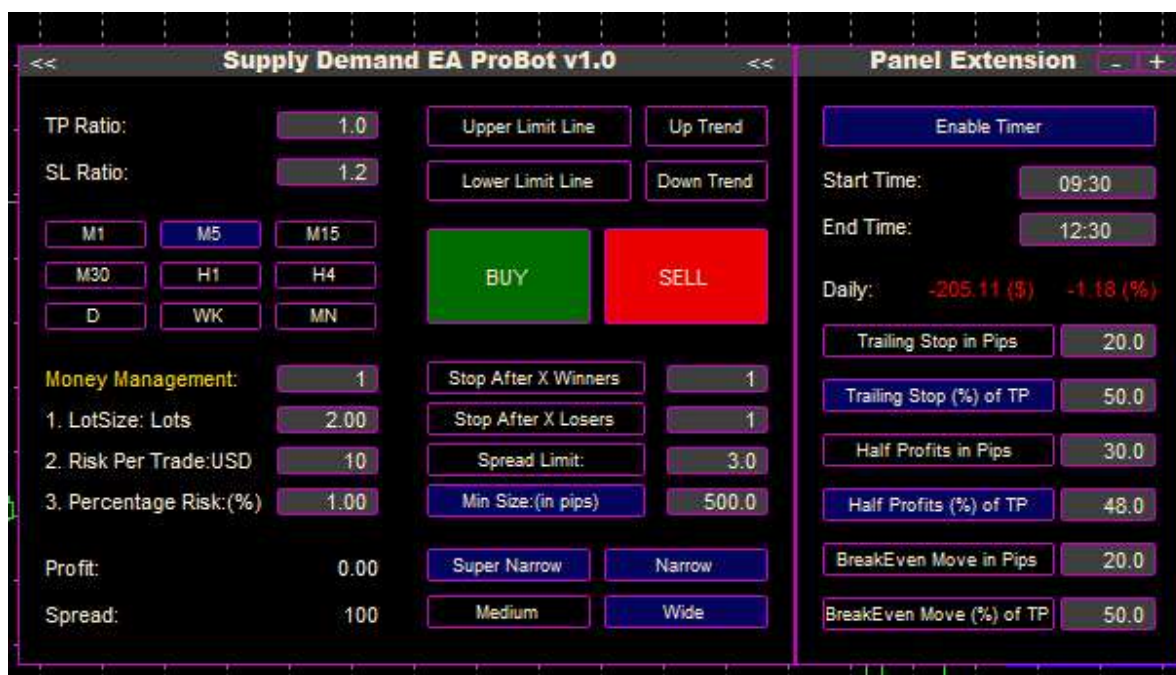 << Supply Demand EA ProBot v1.0 <<
TP Ratio: 1.0 Upper Limit Line Up Trend
SL Ratio: 1.2 Lower Limit Line Down Trend
M1 M5 M15
M30 H1 H4
D WK MN
BUY SELL
Money Management: 1 Stop After X Winners 1
1. LotSize: Lots 2.00 Stop After X Losers 1
2. Risk Per Trade:USD 10 Spread Limit: 3.0
3. Percentage Risk:(%) 1.00 Min Size:(in pips) 500.0
Profit: 0.00 Super Narrow Narrow
Spread: 100 Medium Wide
Panel Extension - +
Enable Timer
Start Time: 09:30
End Time: 12:30
Daily: -205.11 ($) -1.18 (%)
Trailing Stop in Pips 20.0
Trailing Stop (%) of TP 50.0
Half Profits in Pips 30.0
Half Profits (%) of TP 48.0
BreakEven Move in Pips 20.0
BreakEven Move (%) of TP 50.0